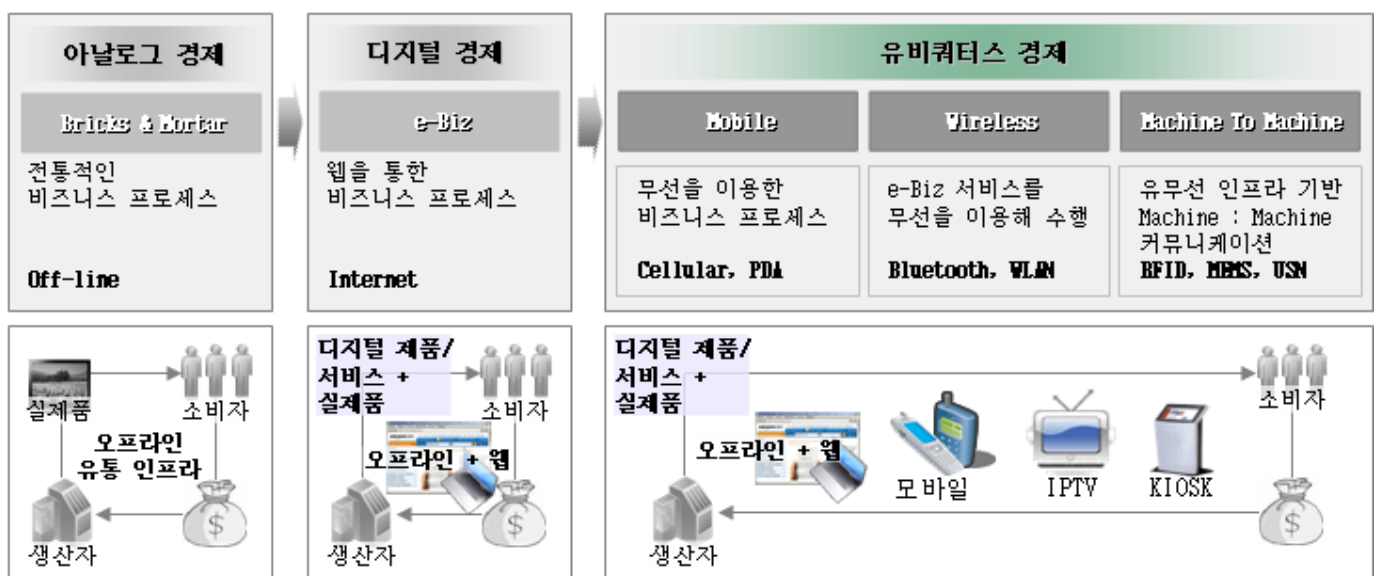 아날로그 경제
Bricks & Mortar
전통적인
비즈니스 프로세스
Off-line
디지털 경제
e-Biz
웹을 통한
비즈니스 프로세스
Internet
유비쿼터스 경제
Mobile
무선을 이용한
비즈니스 프로세스
Cellular, PDA
Wireless
e-Biz 서비스를
무선을 이용해 수행
Bluetooth, WLAN
Machine To Machine
유무선 인프라 기반
Machine : Machine
커뮤니케이션
RFID, MEMS, USN
실제품
소비자
오프라인
유통 인프라
생산자
$
디지털 제품/
서비스 +
실제품
소비자
오프라인 + 웹
생산자
$
디지털 제품/
서비스 +
실제품
소비자
오프라인 + 웹
모바일
IPTV
KIOSK
생산자
$